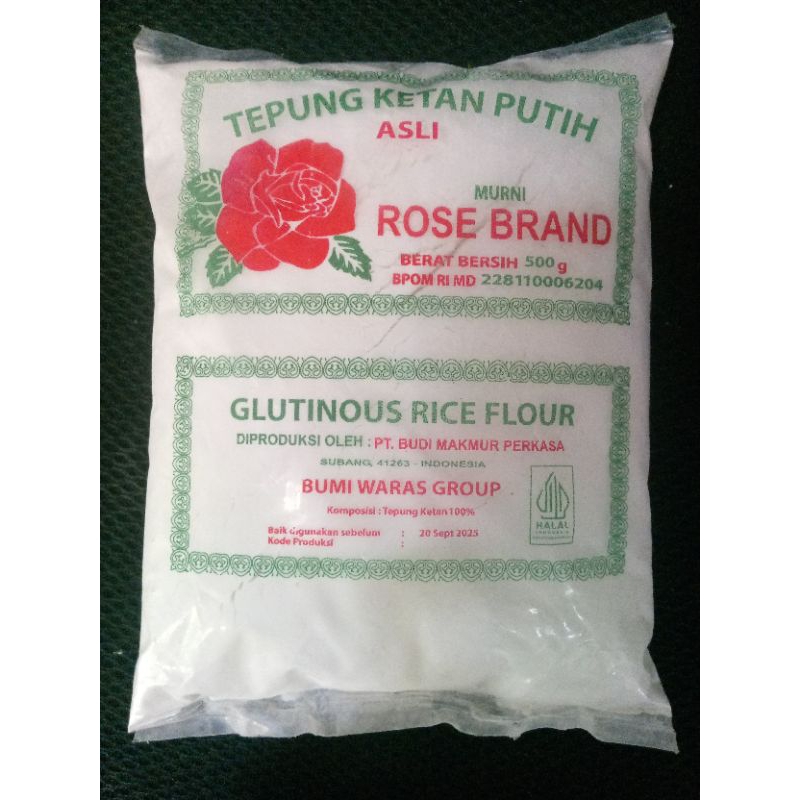 TEPUNG KETAN PUTIH
ASLI
MURNI
ROSE BRAND
BERAT BERSIH 500 g
BPOM RI MD 228110006204
GLUTINOUS RICE FLOUR
DIPRODUKSI OLEH : PT. BUDI MAKMUR PERKASA
SUBANG, 41263 - INDONESIA
BUMI WARAS GROUP
Komposisi : Tepung Ketan 100%
Baik digunakan sebelum : 20 Sept 2025
Kode Produksi :
HALAL
INDONESIA